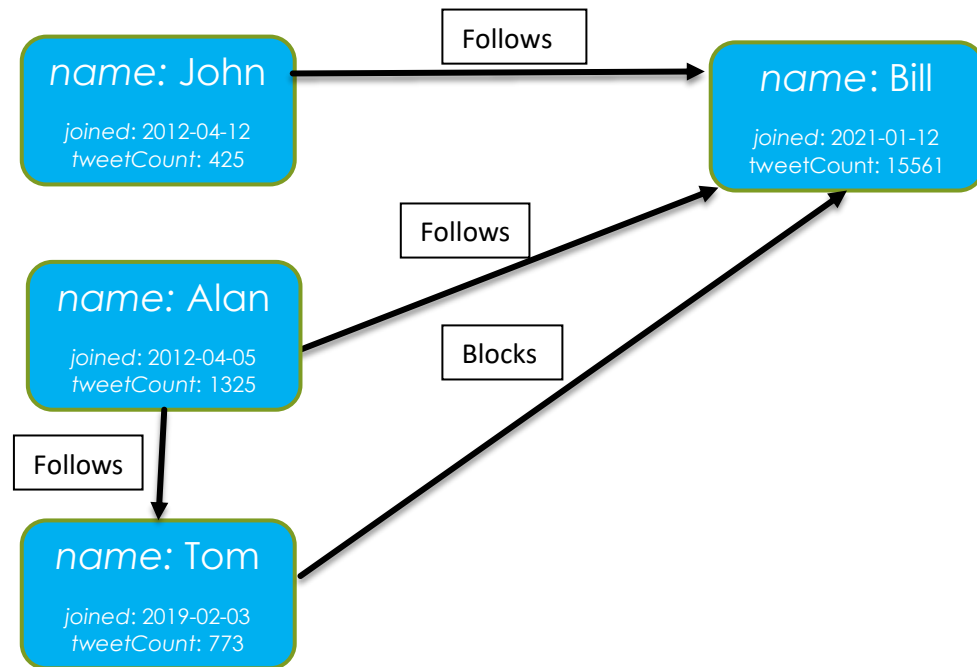 Follows
name: John
joined: 2012-04-12
tweetCount: 425
name: Bill
joined: 2021-01-12
tweetCount: 15561
Follows
name: Alan
joined: 2012-04-05
tweetCount: 1325
Blocks
Follows
name: Tom
joined: 2019-02-03
tweetCount: 773